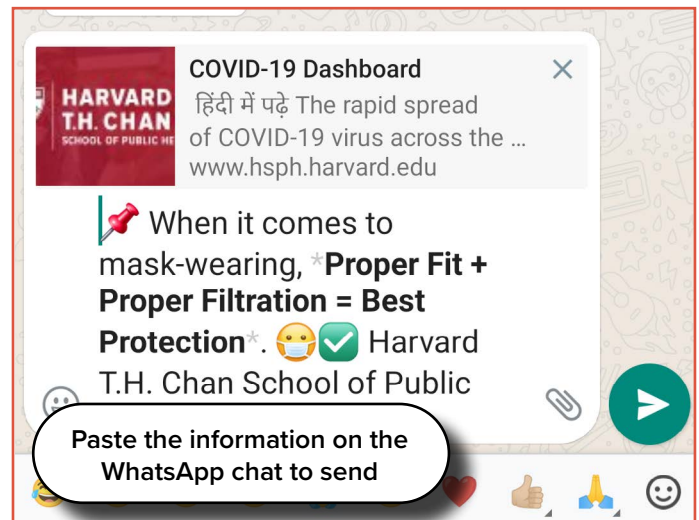 HARVARD
T.H. CHAN
SCHOOL OF PUBLIC HE
COVID-19 Dashboard
हिंदी में पढ़े The rapid spread
of COVID-19 virus across the ...
www.hsph.harvard.edu
📌 When it comes to
mask-wearing, *Proper Fit +
Proper Filtration = Best
Protection*. 😷✅ Harvard
T.H. Chan School of Public
Paste the information on the
WhatsApp chat to send